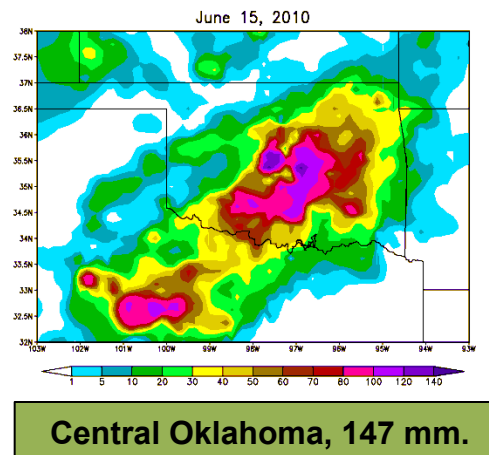 June 15, 2010
38N
37.5N
37N
36.5N
36N
35.5N
35N
34.5N
34N
33.5N
33N
32.5N
32N
103W 102W 101W 100W 99W 98W 97W 96W 95W 94W 93W
1 5 10 20 30 40 50 60 70 80 100 120 140
Central Oklahoma, 147 mm.